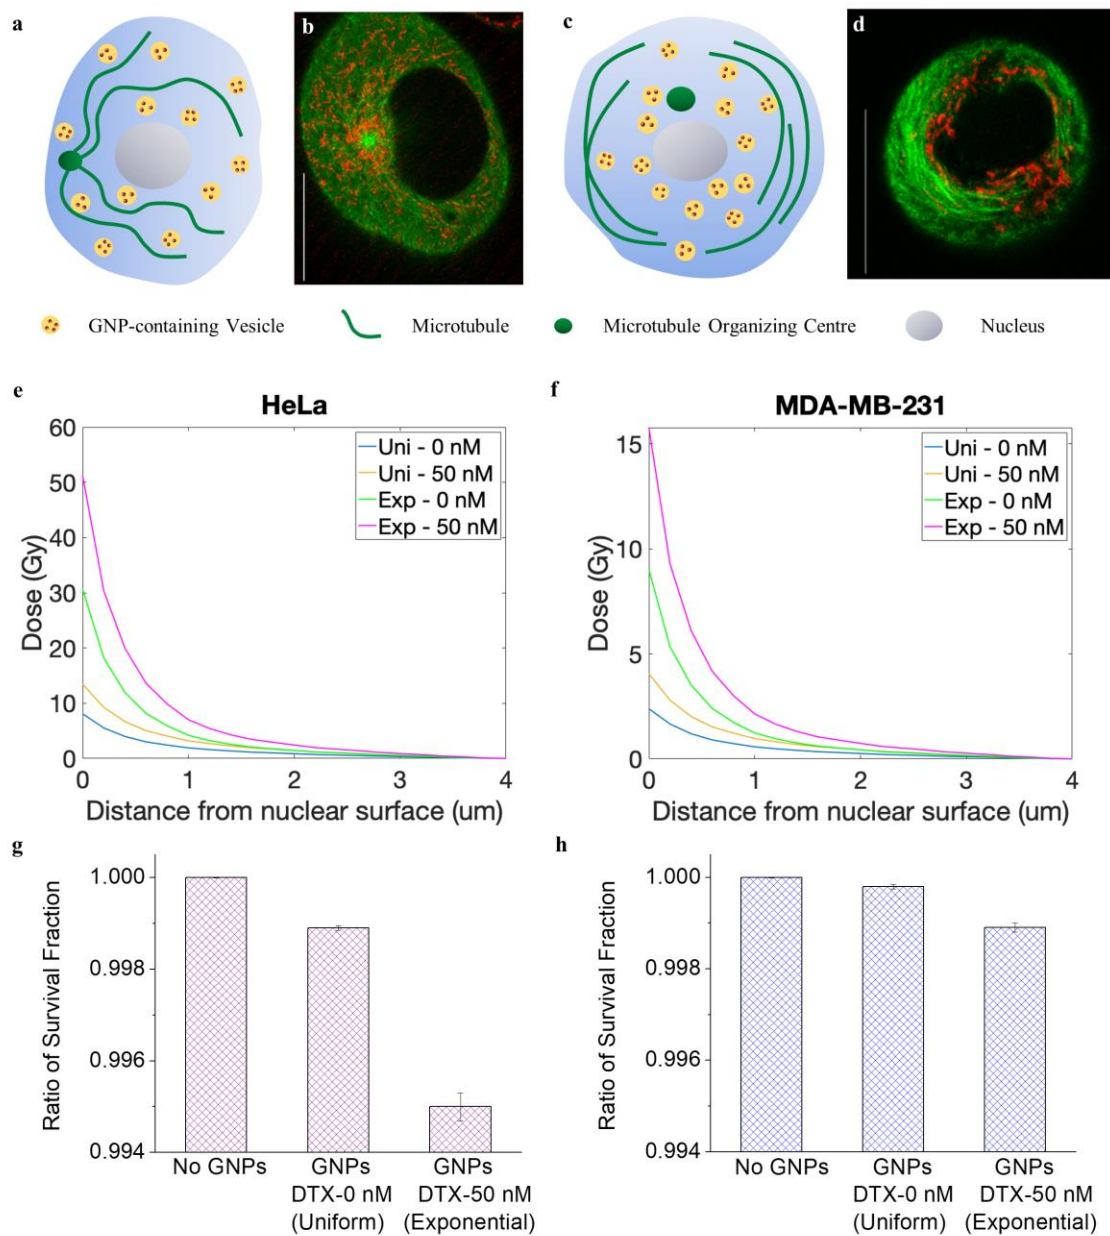 a
b
c
d
GNP-containing Vesicle
Microtubule
Microtubule Organizing Centre
Nucleus
e
HeLa
60
50
40
30
20
10
0
Dose (Gy)
0 1 2 3 4
Distance from nuclear surface (um)
Uni - 0 nM
Uni - 50 nM
Exp - 0 nM
Exp - 50 nM
f
MDA-MB-231
15
10
5
0
Dose (Gy)
0 1 2 3 4
Distance from nuclear surface (um)
Uni - 0 nM
Uni - 50 nM
Exp - 0 nM
Exp - 50 nM
g
1.000
0.998
0.996
0.994
Ratio of Survival Fraction
No GNPs
GNPs
DTX-0 nM
(Uniform)
GNPs
DTX-50 nM
(Exponential)
h
1.000
0.998
0.996
0.994
Ratio of Survival Fraction
No GNPs
GNPs
DTX-0 nM
(Uniform)
GNPs
DTX-50 nM
(Exponential)